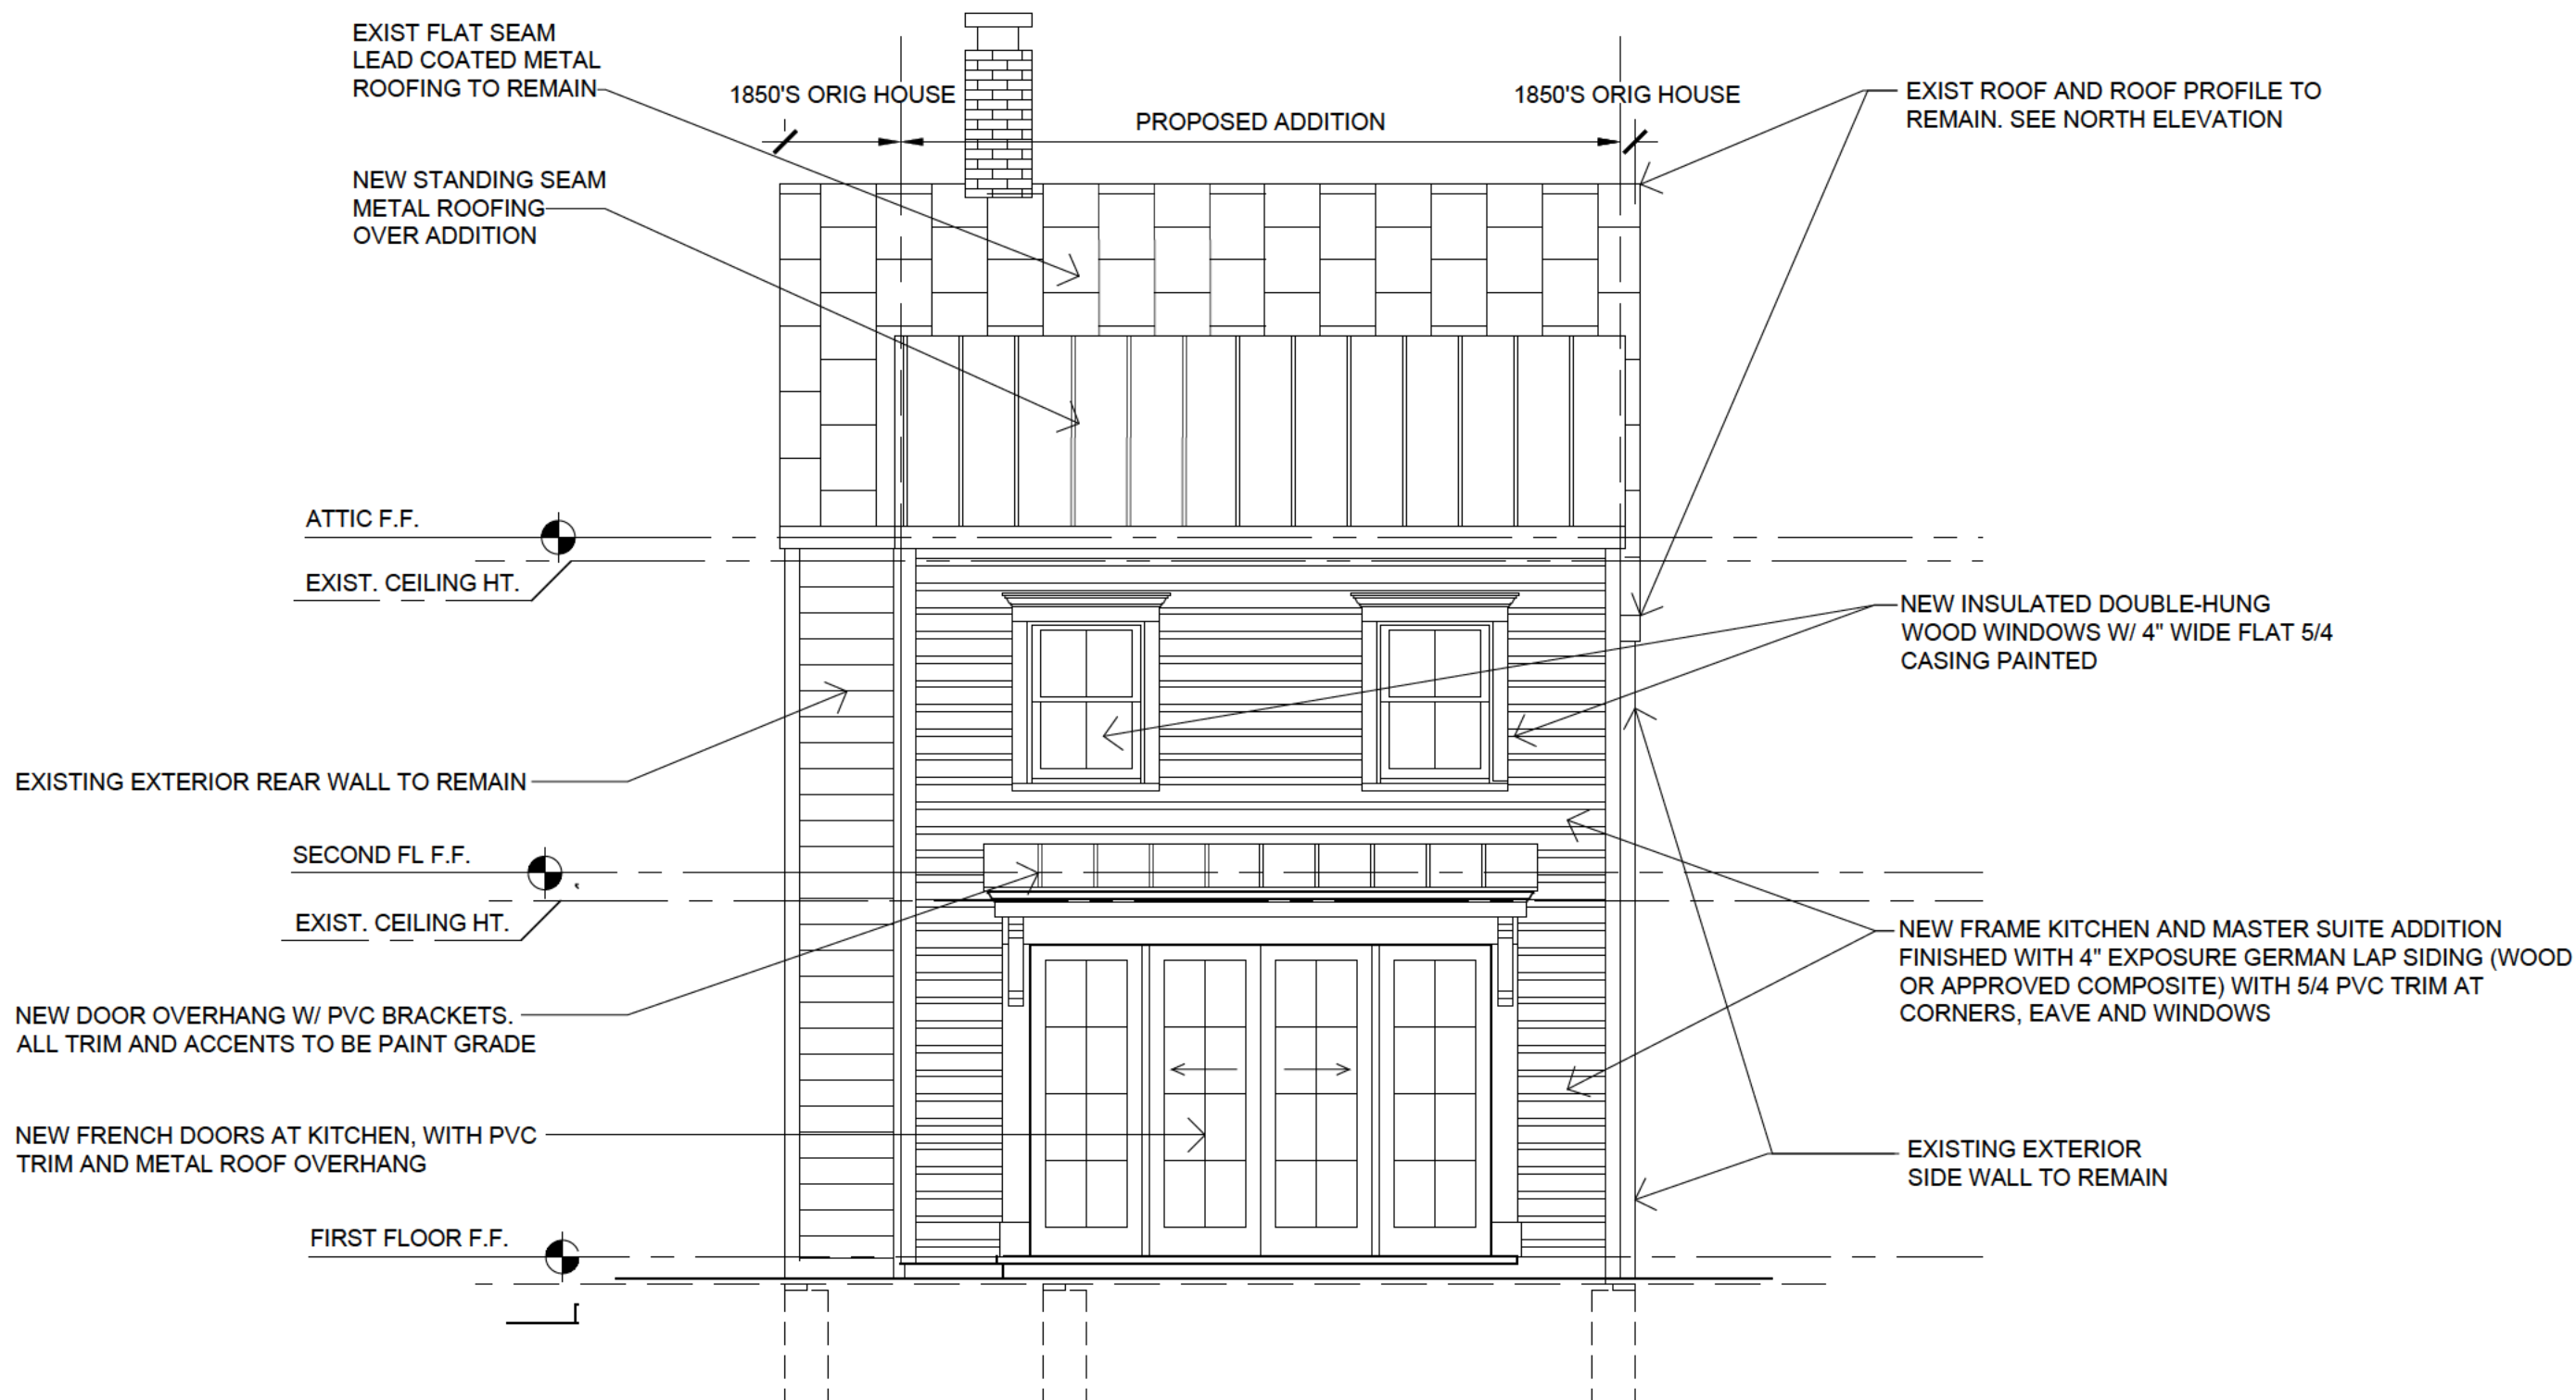 EXIST FLAT SEAM
LEAD COATED METAL
ROOFING TO REMAIN
1850'S ORIG HOUSE
1850'S ORIG HOUSE
PROPOSED ADDITION
EXIST ROOF AND ROOF PROFILE TO
REMAIN. SEE NORTH ELEVATION
NEW STANDING SEAM
METAL ROOFING
OVER ADDITION
ATTIC F.F.
EXIST. CEILING HT.
NEW INSULATED DOUBLE-HUNG
WOOD WINDOWS W/ 4" WIDE FLAT 5/4
CASING PAINTED
EXISTING EXTERIOR REAR WALL TO REMAIN
SECOND FL F.F.
EXIST. CEILING HT.
NEW FRAME KITCHEN AND MASTER SUITE ADDITION
FINISHED WITH 4" EXPOSURE GERMAN LAP SIDING (WOOD
OR APPROVED COMPOSITE) WITH 5/4 PVC TRIM AT
CORNERS, EAVE AND WINDOWS
NEW DOOR OVERHANG W/ PVC BRACKETS.
ALL TRIM AND ACCENTS TO BE PAINT GRADE
NEW FRENCH DOORS AT KITCHEN, WITH PVC
TRIM AND METAL ROOF OVERHANG
EXISTING EXTERIOR
SIDE WALL TO REMAIN
FIRST FLOOR F.F.